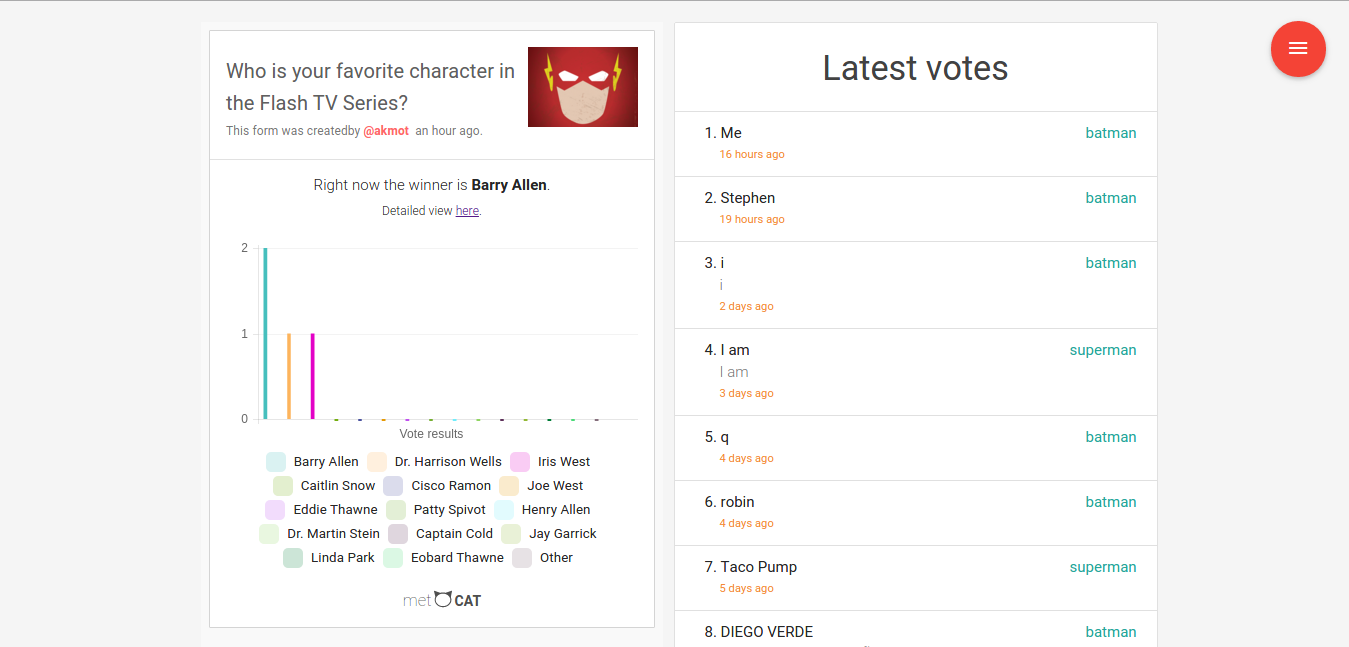 Who is your favorite character in
the Flash TV Series?
This form was createdby @akmot an hour ago.
Right now the winner is Barry Allen.
Detailed view here.
2
1
0
Vote results
Barry Allen Dr. Harrison Wells Iris West
Caitlin Snow Cisco Ramon Joe West
Eddie Thawne Patty Spivot Henry Allen
Dr. Martin Stein Captain Cold Jay Garrick
Linda Park Eobard Thawne Other
met CAT
Latest votes
1. Me batman
16 hours ago
2. Stephen batman
19 hours ago
3. i batman
i
2 days ago
4. I am superman
I am
3 days ago
5. q batman
4 days ago
6. robin batman
4 days ago
7. Taco Pump superman
5 days ago
8. DIEGO VERDE batman